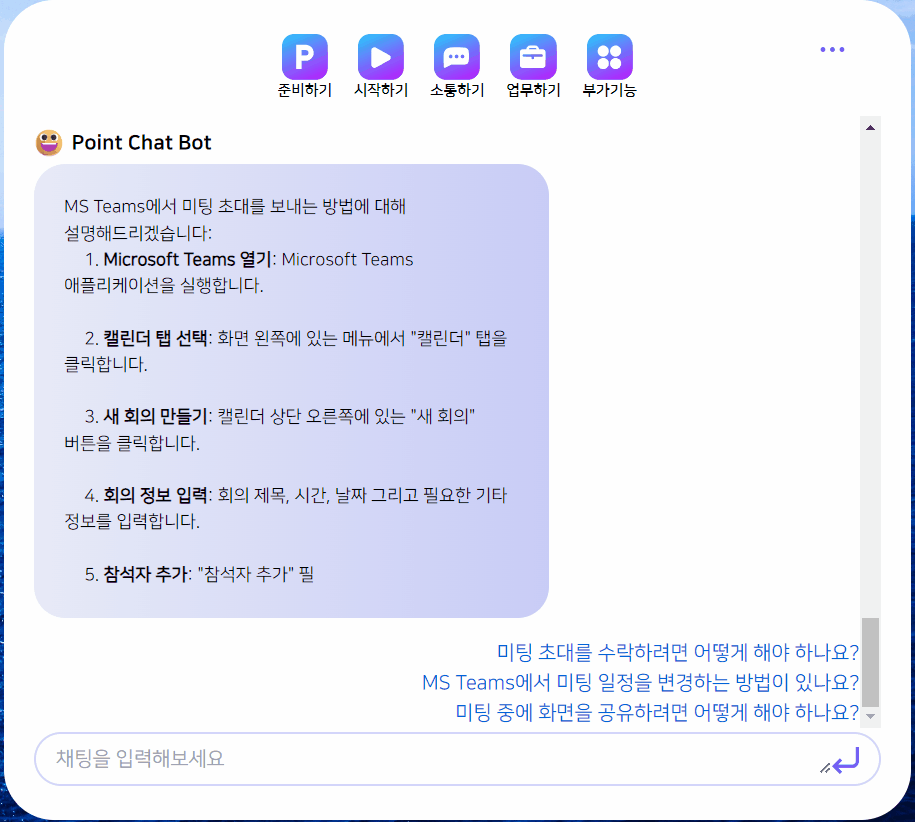 P
준비하기 시작하기 소통하기 업무하기 부가기능
Point Chat Bot
MS Teams에서 미팅 초대를 보내는 방법에 대해
설명해드리겠습니다:
1. Microsoft Teams 열기: Microsoft Teams
애플리케이션을 실행합니다.
2. 캘린더 탭 선택: 화면 왼쪽에 있는 메뉴에서 "캘린더" 탭을
클릭합니다.
3. 새 회의 만들기: 캘린더 상단 오른쪽에 있는 "새 회의"
버튼을 클릭합니다.
4. 회의 정보 입력: 회의 제목, 시간, 날짜 그리고 필요한 기타
정보를 입력합니다.
5. 참석자 추가: "참석자 추가" 필
미팅 초대를 수락하려면 어떻게 해야 하나요?
MS Teams에서 미팅 일정을 변경하는 방법이 있나요?
미팅 중에 화면을 공유하려면 어떻게 해야 하나요?
채팅을 입력해보세요